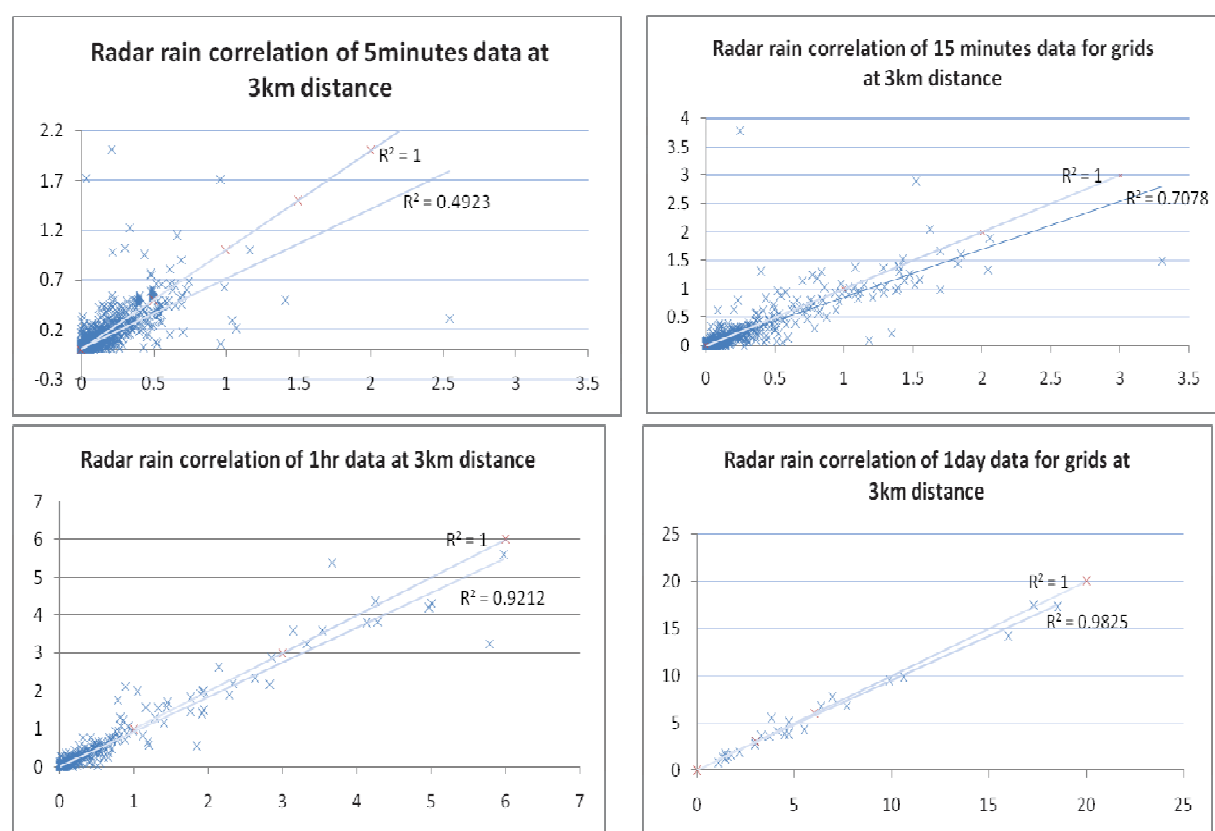 Radar rain correlation of 5minutes data at
3km distance
2.2
1.7
1.2
0.7
0.2
-0.3
0 0.5 1 1.5 2 2.5 3 3.5
R² = 1
R² = 0.4923
Radar rain correlation of 15 minutes data for grids
at 3km distance
4
3.5
3
2.5
2
1.5
1
0.5
0
0 0.5 1 1.5 2 2.5 3 3.5
R² = 1
R² = 0.7078
Radar rain correlation of 1hr data at 3km distance
7
6
5
4
3
2
1
0
0 1 2 3 4 5 6 7
R² = 1
R² = 0.9212
Radar rain correlation of 1day data for grids at
3km distance
25
20
15
10
5
0
0 5 10 15 20 25
R² = 1
R² = 0.9825